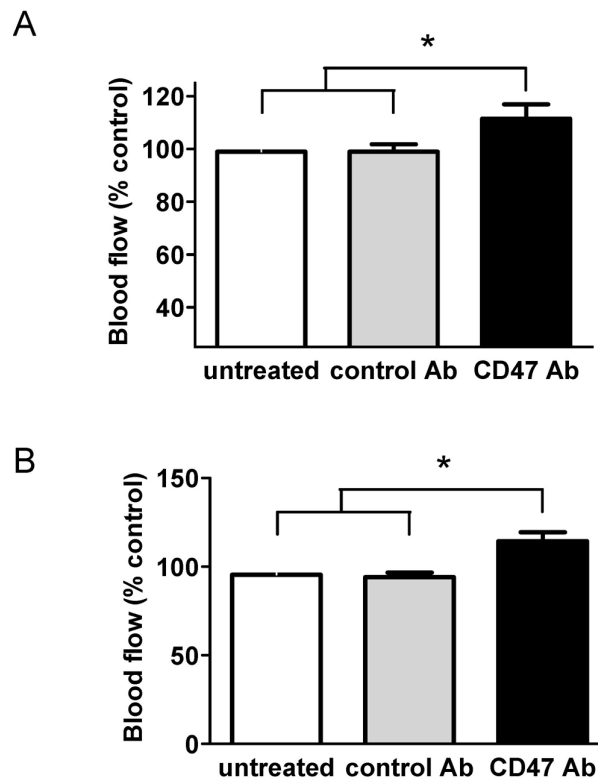 A
*
Blood flow (% control)
120
100
80
60
40
untreated control Ab CD47 Ab
B
*
Blood flow (% control)
150
100
50
0
untreated control Ab CD47 Ab